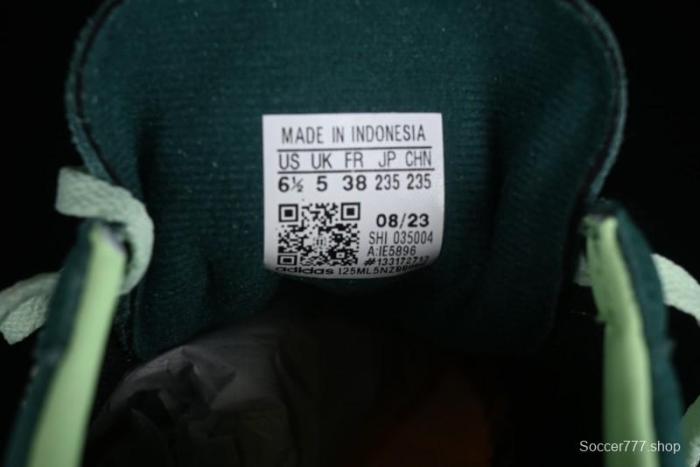 MADE IN INDONESIA
US UK FR JP CHN
6½ 5 38 235 235
08/23
SHI 035004
A:IE5896
adidas
Soccer777.shop